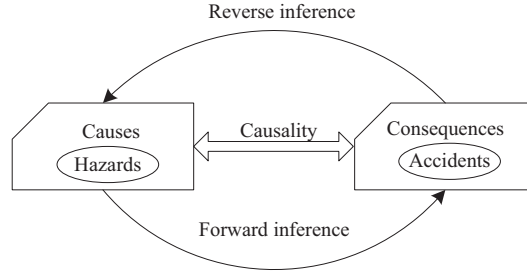 Reverse inference
Causes
Hazards
Causality
Consequences
Accidents
Forward inference